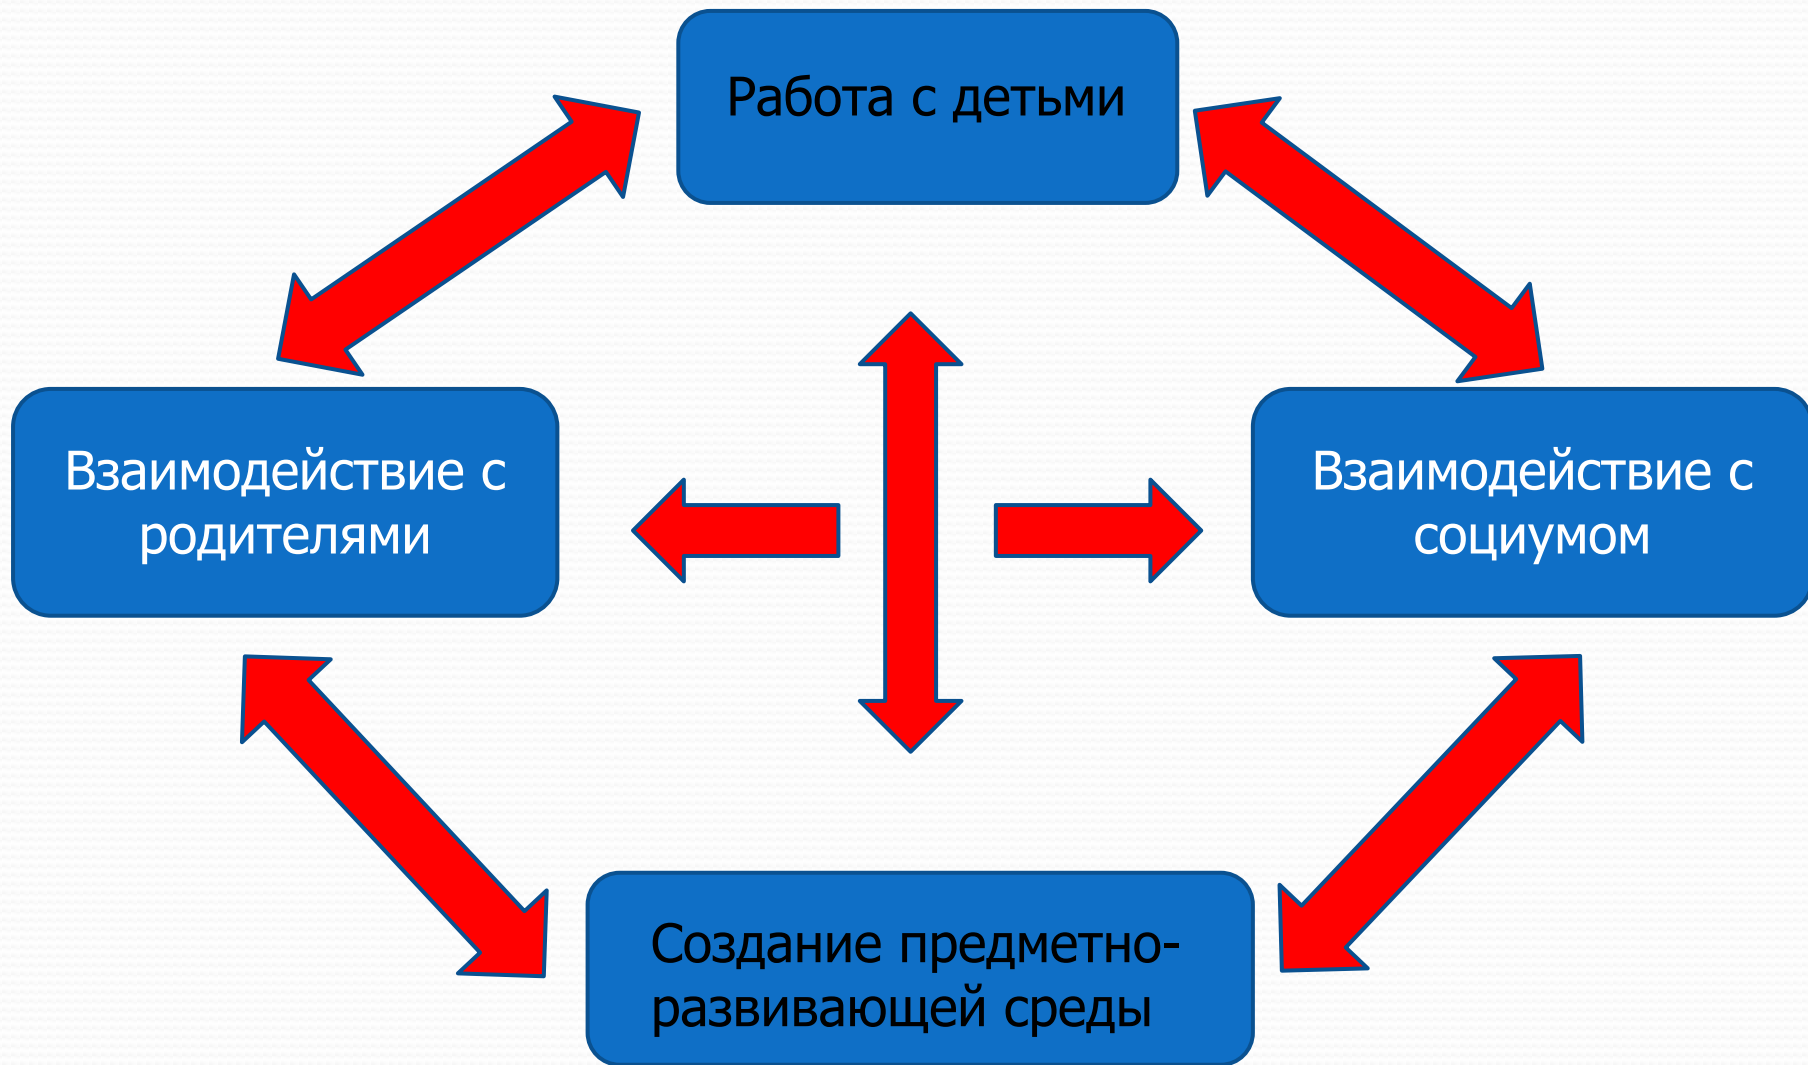 Работа с детьми
Взаимодействие с
родителями
Взаимодействие с
социумом
Создание предметно-
развивающей среды